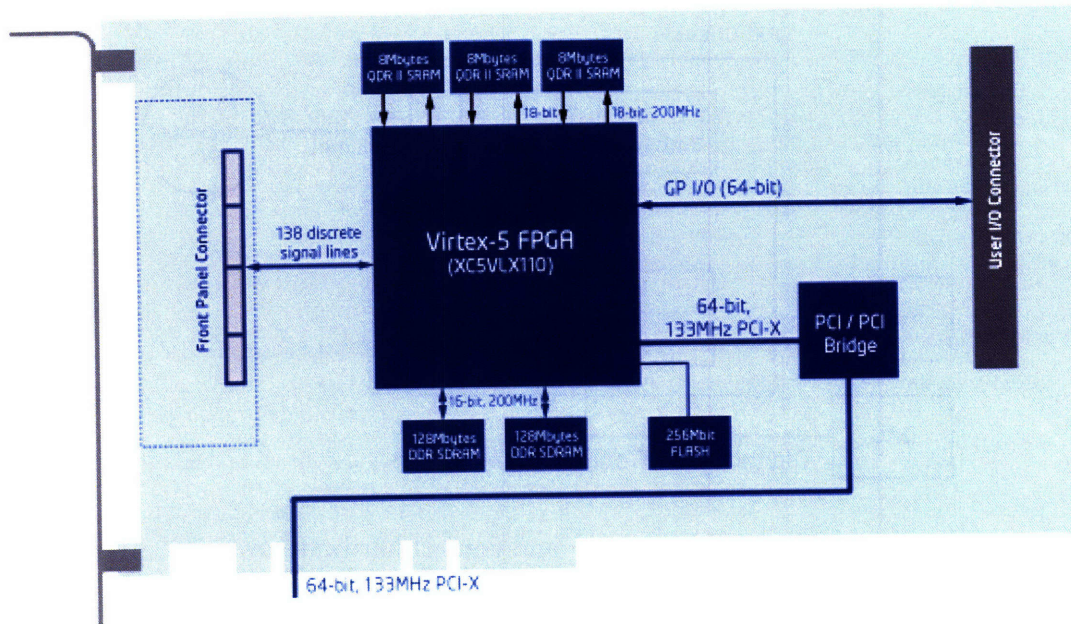 8Mbytes
QDR II SRAM
8Mbytes
QDR II SRAM
8Mbytes
QDR II SRAM
18-bit
18-bit, 200MHz
Front Panel Connector
138 discrete
signal lines
Virtex-5 FPGA
(XC5VLX110)
GP I/O (64-bit)
User I/O Connector
64-bit,
133MHz PCI-X
PCI / PCI
Bridge
16-bit, 200MHz
128Mbytes
DDR SDRAM
128Mbytes
DDR SDRAM
256Mbit
FLASH
64-bit, 133MHz PCI-X